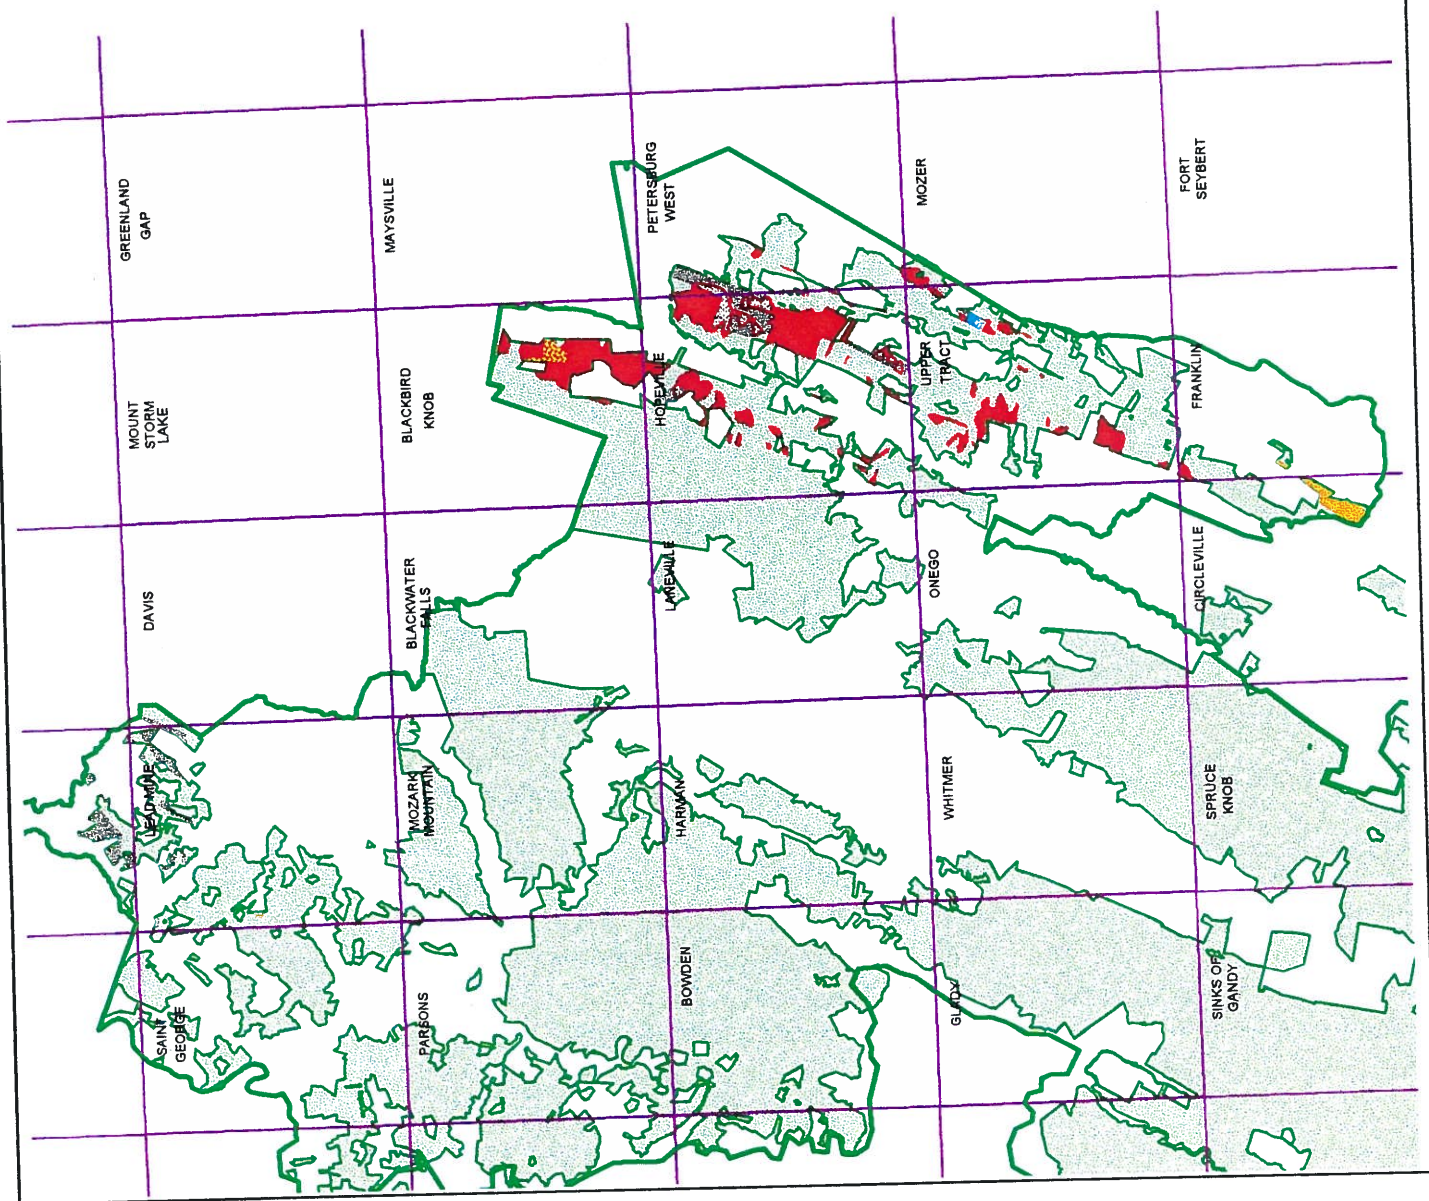 GREENLAND
GAP
MAYSVILLE
PETERSBURG
WEST
MOZER
FORT
SEYBERT
MOUNT
STORM
LAKE
BLACKBIRD
KNOB
HOPEVILLE
UPPER
TRACT
FRANKLIN
DAVIS
BLACKWATER
FALLS
LANEVILLE
ONEGO
CIRCLEVILLE
LEAD MINE
MOZARK
MOUNTAIN
HARMAN
WHITMER
SPRUCE
KNOB
SAINT
GEORGE
PARSONS
BOWDEN
GLADY
SINKS OF
GANDY